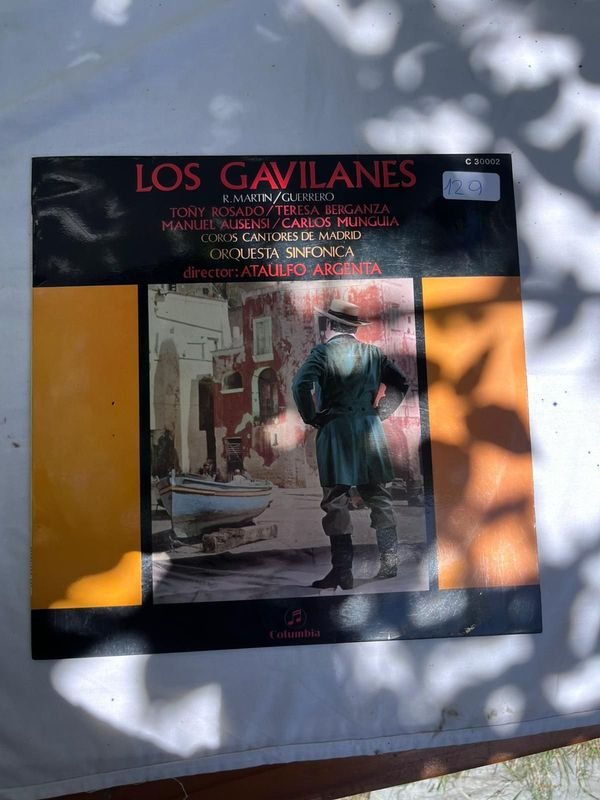 LOS GAVILANES
C 30002
129
R. MARTIN/GUERRERO
TOÑY ROSADO/TERESA BERGANZA
MANUEL AUSENSI/CARLOS MUNGUIA
COROS CANTORES DE MADRID
ORQUESTA SINFONICA
director: ATAULFO ARGENTA
Columbia